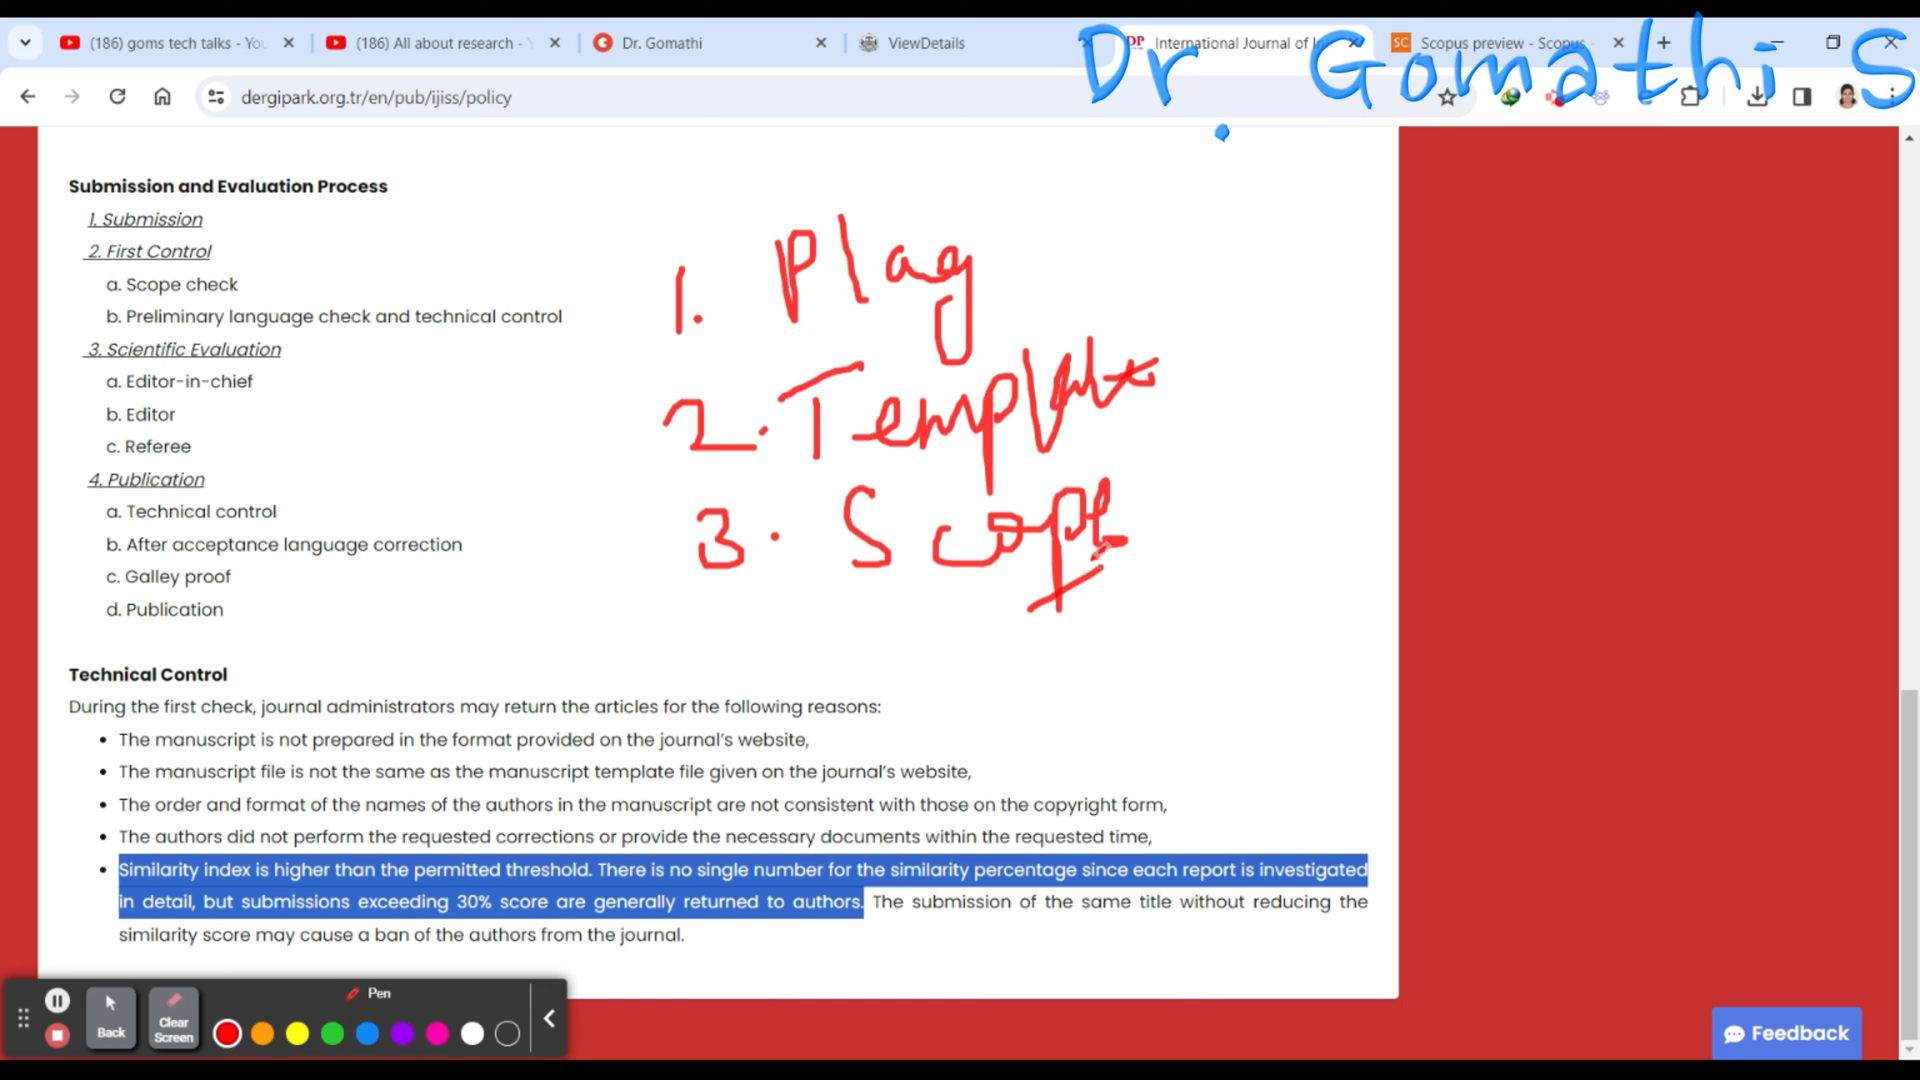 (186) goms tech talks - You
(186) All about research - Y
Dr. Gomathi
ViewDetails
DP International Journal of In
SC Scopus preview - Scopus -
Dr. Gomathi S
dergipark.org.tr/en/pub/ijiss/policy
Submission and Evaluation Process
1. Submission
2. First Control
a. Scope check
b. Preliminary language check and technical control
3. Scientific Evaluation
a. Editor-in-chief
b. Editor
c. Referee
4. Publication
a. Technical control
b. After acceptance language correction
c. Galley proof
d. Publication
1. Plag
2. Template
3. Scope
Technical Control
During the first check, journal administrators may return the articles for the following reasons:
• The manuscript is not prepared in the format provided on the journal's website,
• The manuscript file is not the same as the manuscript template file given on the journal's website,
• The order and format of the names of the authors in the manuscript are not consistent with those on the copyright form,
• The authors did not perform the requested corrections or provide the necessary documents within the requested time,
• Similarity index is higher than the permitted threshold. There is no single number for the similarity percentage since each report is investigated
in detail, but submissions exceeding 30% score are generally returned to authors. The submission of the same title without reducing the
similarity score may cause a ban of the authors from the journal.
Pen
Back
Clear
Screen
Feedback